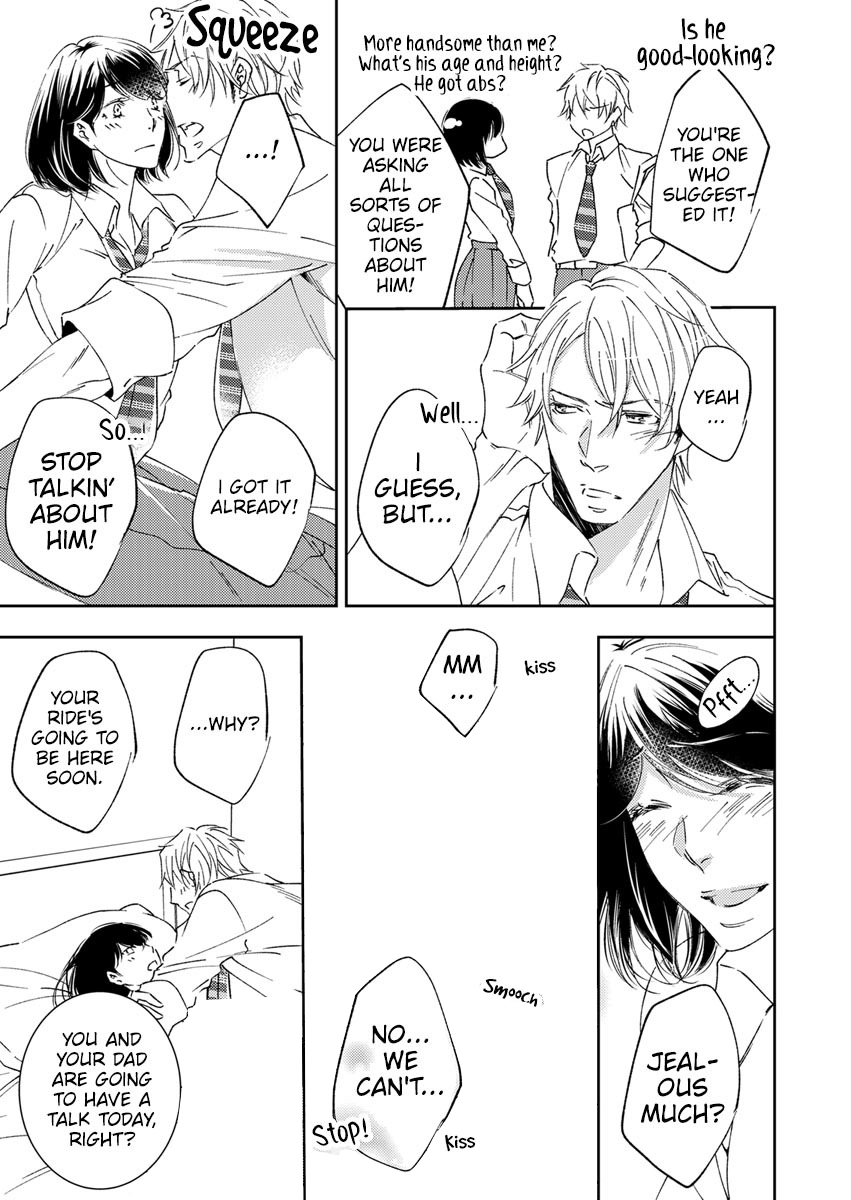 Is he
good-looking?
YOU'RE
THE ONE
WHO
SUGGEST-
ED IT!
More handsome than me?
What's his age and height?
He got abs?
YOU WERE
ASKING
ALL
SORTS OF
QUES-
TIONS
ABOUT
HIM!
YEAH
...
Well...
I
GUESS,
BUT...
Squeeze
...!
I GOT IT
ALREADY!
So...!
STOP
TALKIN'
ABOUT
HIM!
Pfft...
JEAL-
OUS
MUCH?
kiss
MM
...
Smooch
NO...
WE
CAN'T...
Stop!
kiss
...WHY?
YOUR
RIDE'S
GOING TO
BE HERE
SOON.
YOU AND
YOUR DAD
ARE GOING
TO HAVE A
TALK TODAY,
RIGHT?